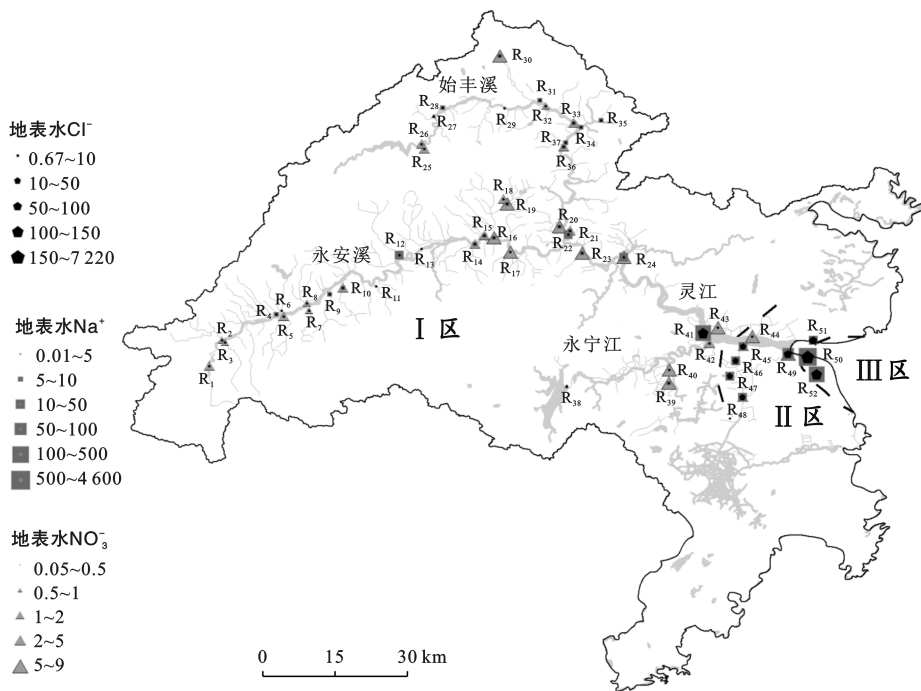 地表水Cl⁻
0.67~10
10~50
50~100
100~150
150~7 220
地表水Na⁺
0.01~5
5~10
10~50
50~100
100~500
500~4 600
地表水NO₃⁻
0.05~0.5
0.5~1
1~2
2~5
5~9
R₃₀
始丰溪
R₃₁
R₂₈
R₂₇
R₂₉
R₃₂
R₃₃
R₃₅
R₂₆
R₃₄
R₃₇
R₂₅
R₃₆
R₁₈
R₁₉
R₂₀
R₁₅
R₁₆
R₂₁
R₂₂
R₁₂
永安溪
R₁₃
R₁₄
R₁₇
R₂₃
R₂₄
R₈
R₁₀
R₁₁
灵江
R₆
R₄
R₉
R₅
R₇
I 区
R₄₃
R₂
R₄₁
R₄₄
R₅₁
R₃
永宁江
R₄₂
R₄₅
R₅₀
R₁
R₄₀
R₄₆
R₄₉
III 区
R₃₉
R₄₇
R₅₂
R₃₈
R₄₈
II 区
0 15 30 km